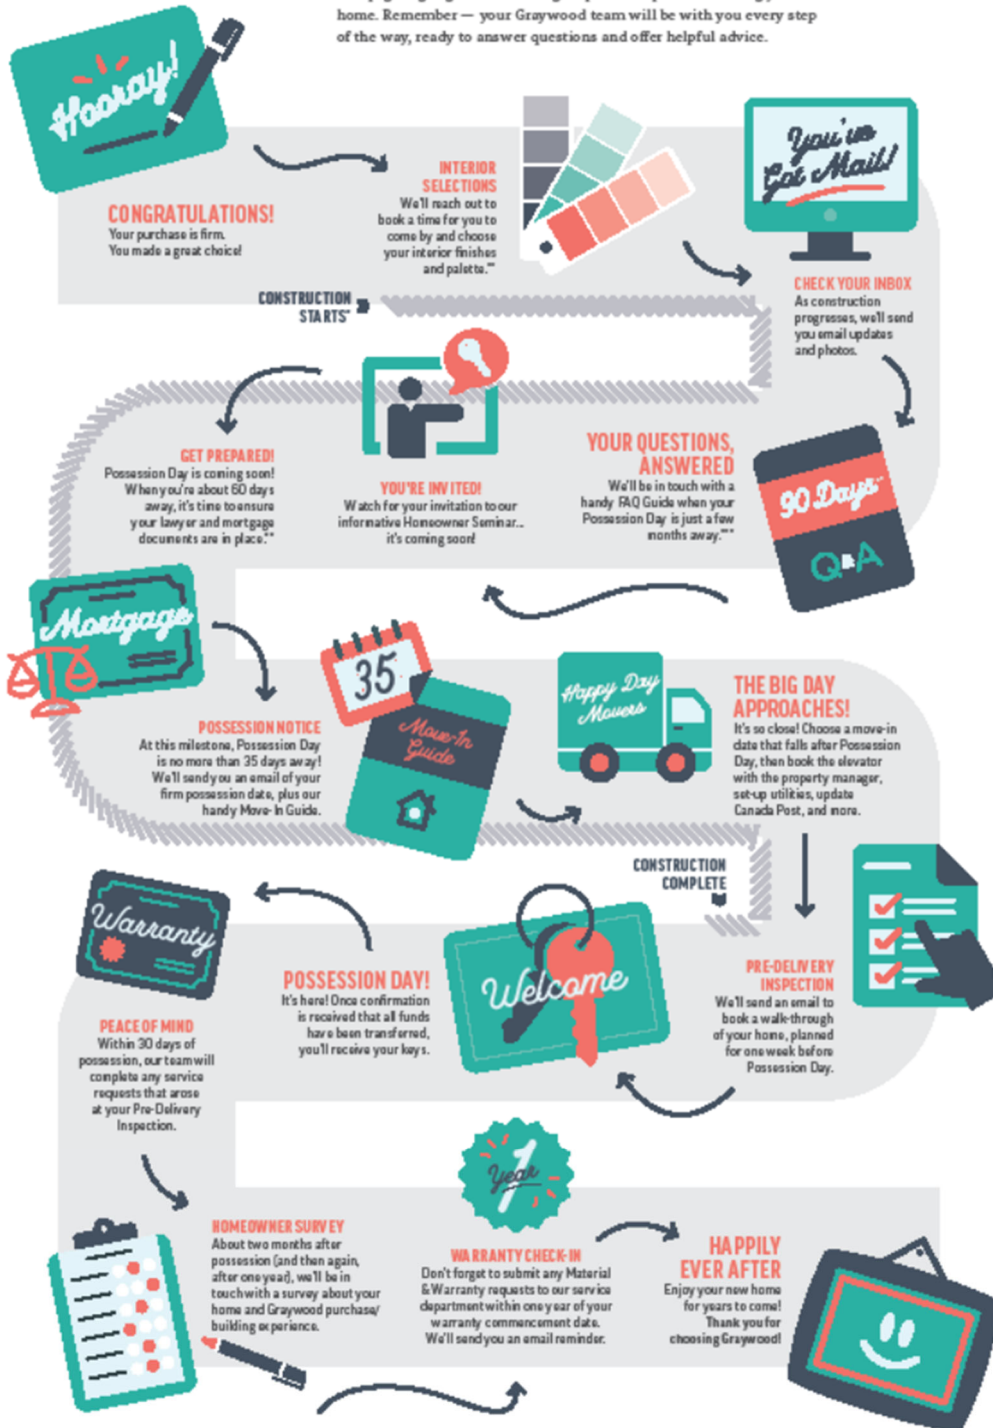 home. Remember — your Graywood team will be with you every step
of the way, ready to answer questions and offer helpful advice.
Hooray!
CONGRATULATIONS!
Your purchase is firm.
You made a great choice!
INTERIOR
SELECTIONS
We'll reach out to
book a time for you to
come by and choose
your interior finishes
and palette.**
You've
Got Mail!
CHECK YOUR INBOX
As construction
progresses, we'll send
you email updates
and photos.
CONSTRUCTION
STARTS*
90 Days
Q&A
YOUR QUESTIONS,
ANSWERED
We'll be in touch with a
handy FAQ Guide when your
Possession Day is just a few
months away.***
YOU'RE INVITED!
Watch for your invitation to our
informative Homeowner Seminar...
it's coming soon!
GET PREPARED!
Possession Day is coming soon!
When you're about 60 days
away, it's time to ensure
your lawyer and mortgage
documents are in place.**
Mortgage
POSSESSION NOTICE
At this milestone, Possession Day
is no more than 35 days away!
We'll send you an email of your
firm possession date, plus our
handy Move-In Guide.
35
Move-In
Guide
Happy Day
Movers
THE BIG DAY
APPROACHES!
It's so close! Choose a move-in
date that falls after Possession
Day, then book the elevator
with the property manager,
set-up utilities, update
Canada Post, and more.
CONSTRUCTION
COMPLETE
PRE-DELIVERY
INSPECTION
We'll send an email to
book a walk-through
of your home, planned
for one week before
Possession Day.
Welcome
POSSESSION DAY!
It's here! Once confirmation
is received that all funds
have been transferred,
you'll receive your keys.
Warranty
PEACE OF MIND
Within 30 days of
possession, our team will
complete any service
requests that arose
at your Pre-Delivery
Inspection.
HOMEOWNER SURVEY
About two months after
possession (and then again,
after one year), we'll be in
touch with a survey about your
home and Graywood purchase/
building experience.
1
Year
WARRANTY CHECK-IN
Don't forget to submit any Material
& Warranty requests to our service
department within one year of your
warranty commencement date.
We'll send you an email reminder.
HAPPILY
EVER AFTER
Enjoy your new home
for years to come!
Thank you for
choosing Graywood!